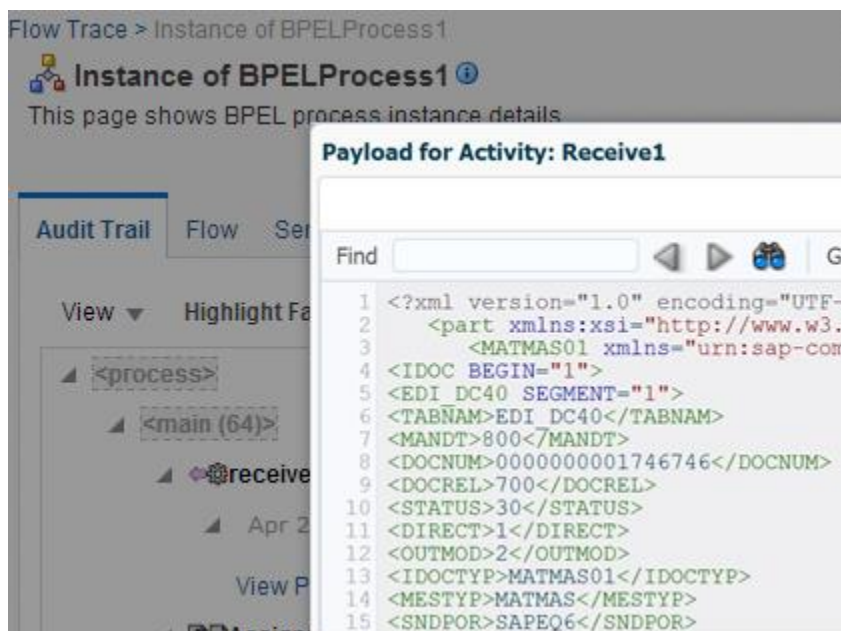 Flow Trace > Instance of BPELProcess1
Instance of BPELProcess1
This page shows BPEL process instance details
Payload for Activity: Receive1
Audit Trail Flow Ser
Find G
View Highlight Fa
<process>
<main (64)>
receive
Apr 2
View P
1 <?xml version="1.0" encoding="UTF-
2 <part xmlns:xsi="http://www.w3.
3 <MATMAS01 xmlns="urn:sap-com
4 <IDOC BEGIN="1">
5 <EDI_DC40 SEGMENT="1">
6 <TABNAM>EDI_DC40</TABNAM>
7 <MANDT>800</MANDT>
8 <DOCNUM>0000000001746746</DOCNUM>
9 <DOCREL>700</DOCREL>
10 <STATUS>30</STATUS>
11 <DIRECT>1</DIRECT>
12 <OUTMOD>2</OUTMOD>
13 <IDOCTYP>MATMAS01</IDOCTYP>
14 <MESTYP>MATMAS</MESTYP>
15 <SNDPOR>SAPEQ6</SNDPOR>